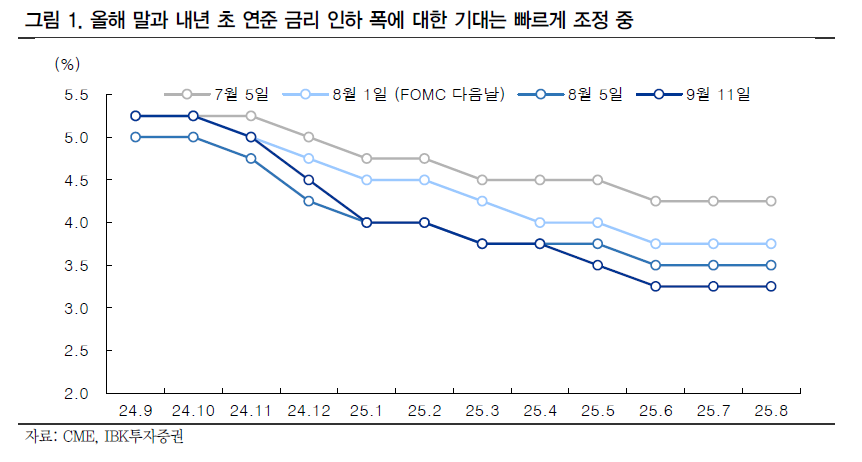 그림 1. 올해 말과 내년 초 연준 금리 인하 폭에 대한 기대는 빠르게 조정 중
(%)
7월 5일 8월 1일 (FOMC 다음날) 8월 5일 9월 11일
5.5
5.0
4.5
4.0
3.5
3.0
2.5
2.0
24.9 24.10 24.11 24.12 25.1 25.2 25.3 25.4 25.5 25.6 25.7 25.8
자료: CME, IBK투자증권